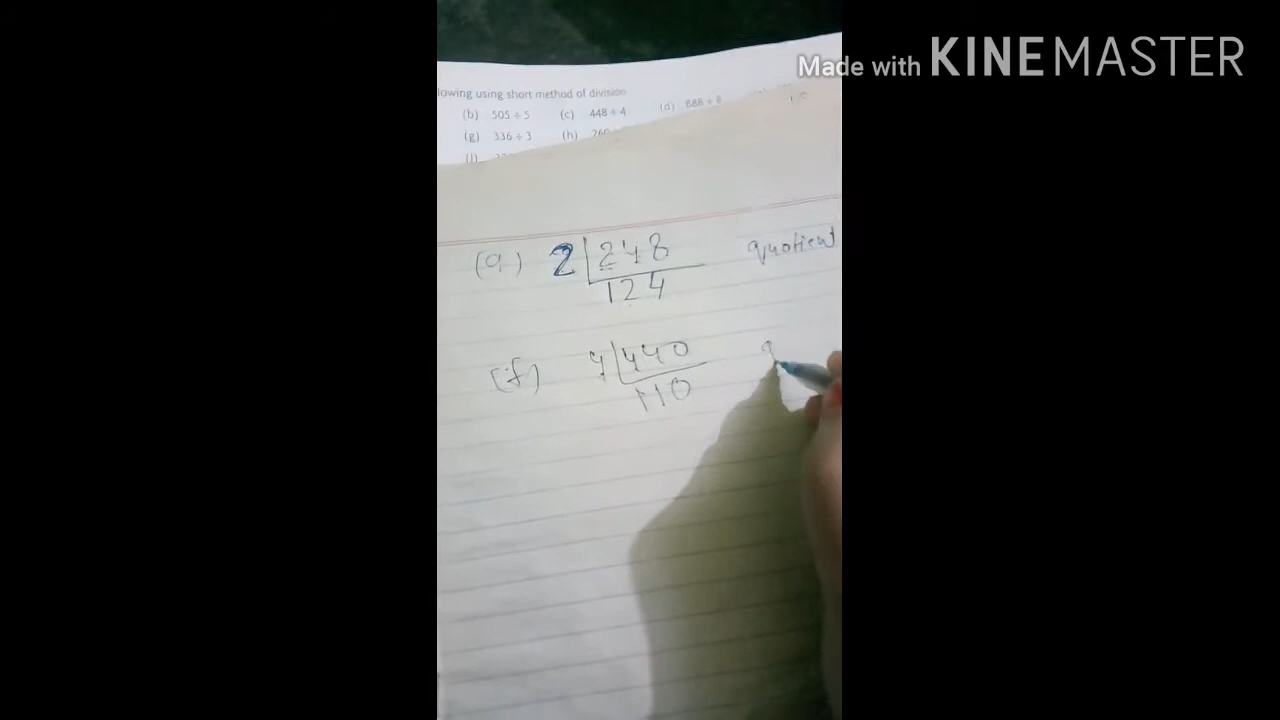 Made with KINEMASTER
lowing using short method of division
(b) 505 ÷ 5 (c) 448 ÷ 4 (d) 888 ÷ 8
(g) 336 ÷ 3 (h)
(a) 2 248 quotient
124
(f) 4 440 q
110